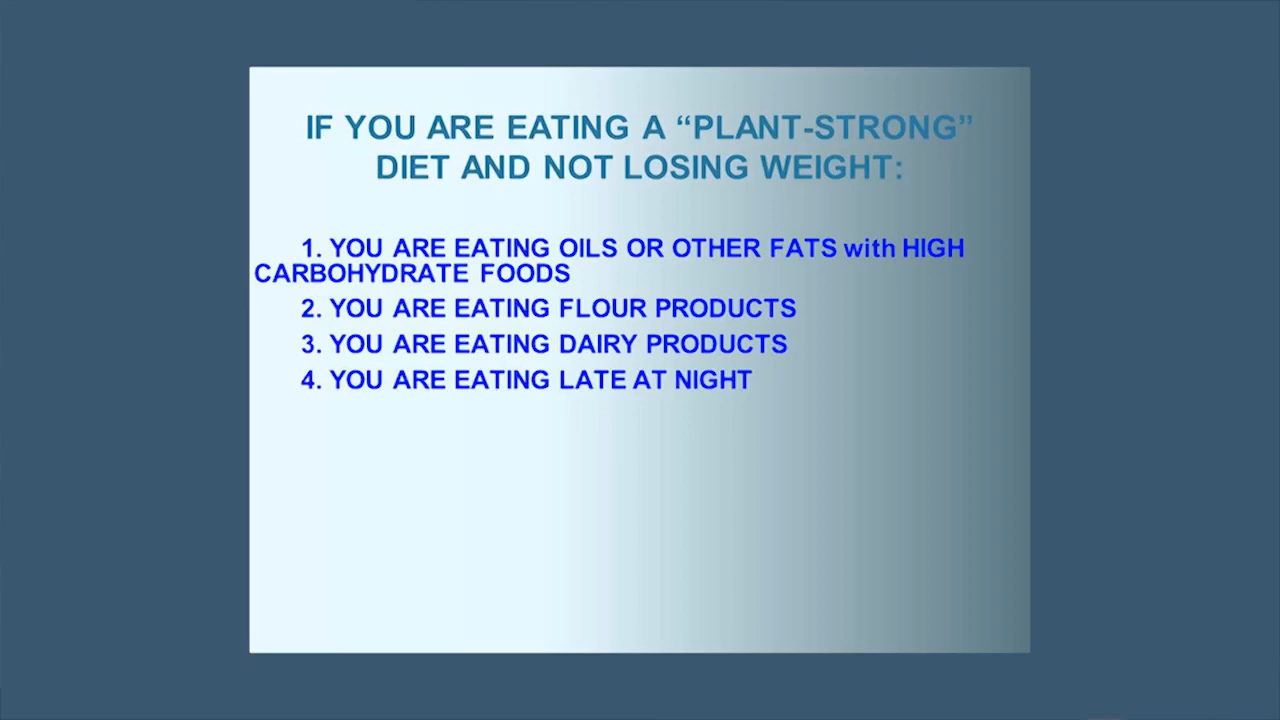 IF YOU ARE EATING A “PLANT-STRONG”
DIET AND NOT LOSING WEIGHT:
1. YOU ARE EATING OILS OR OTHER FATS with HIGH
CARBOHYDRATE FOODS
2. YOU ARE EATING FLOUR PRODUCTS
3. YOU ARE EATING DAIRY PRODUCTS
4. YOU ARE EATING LATE AT NIGHT